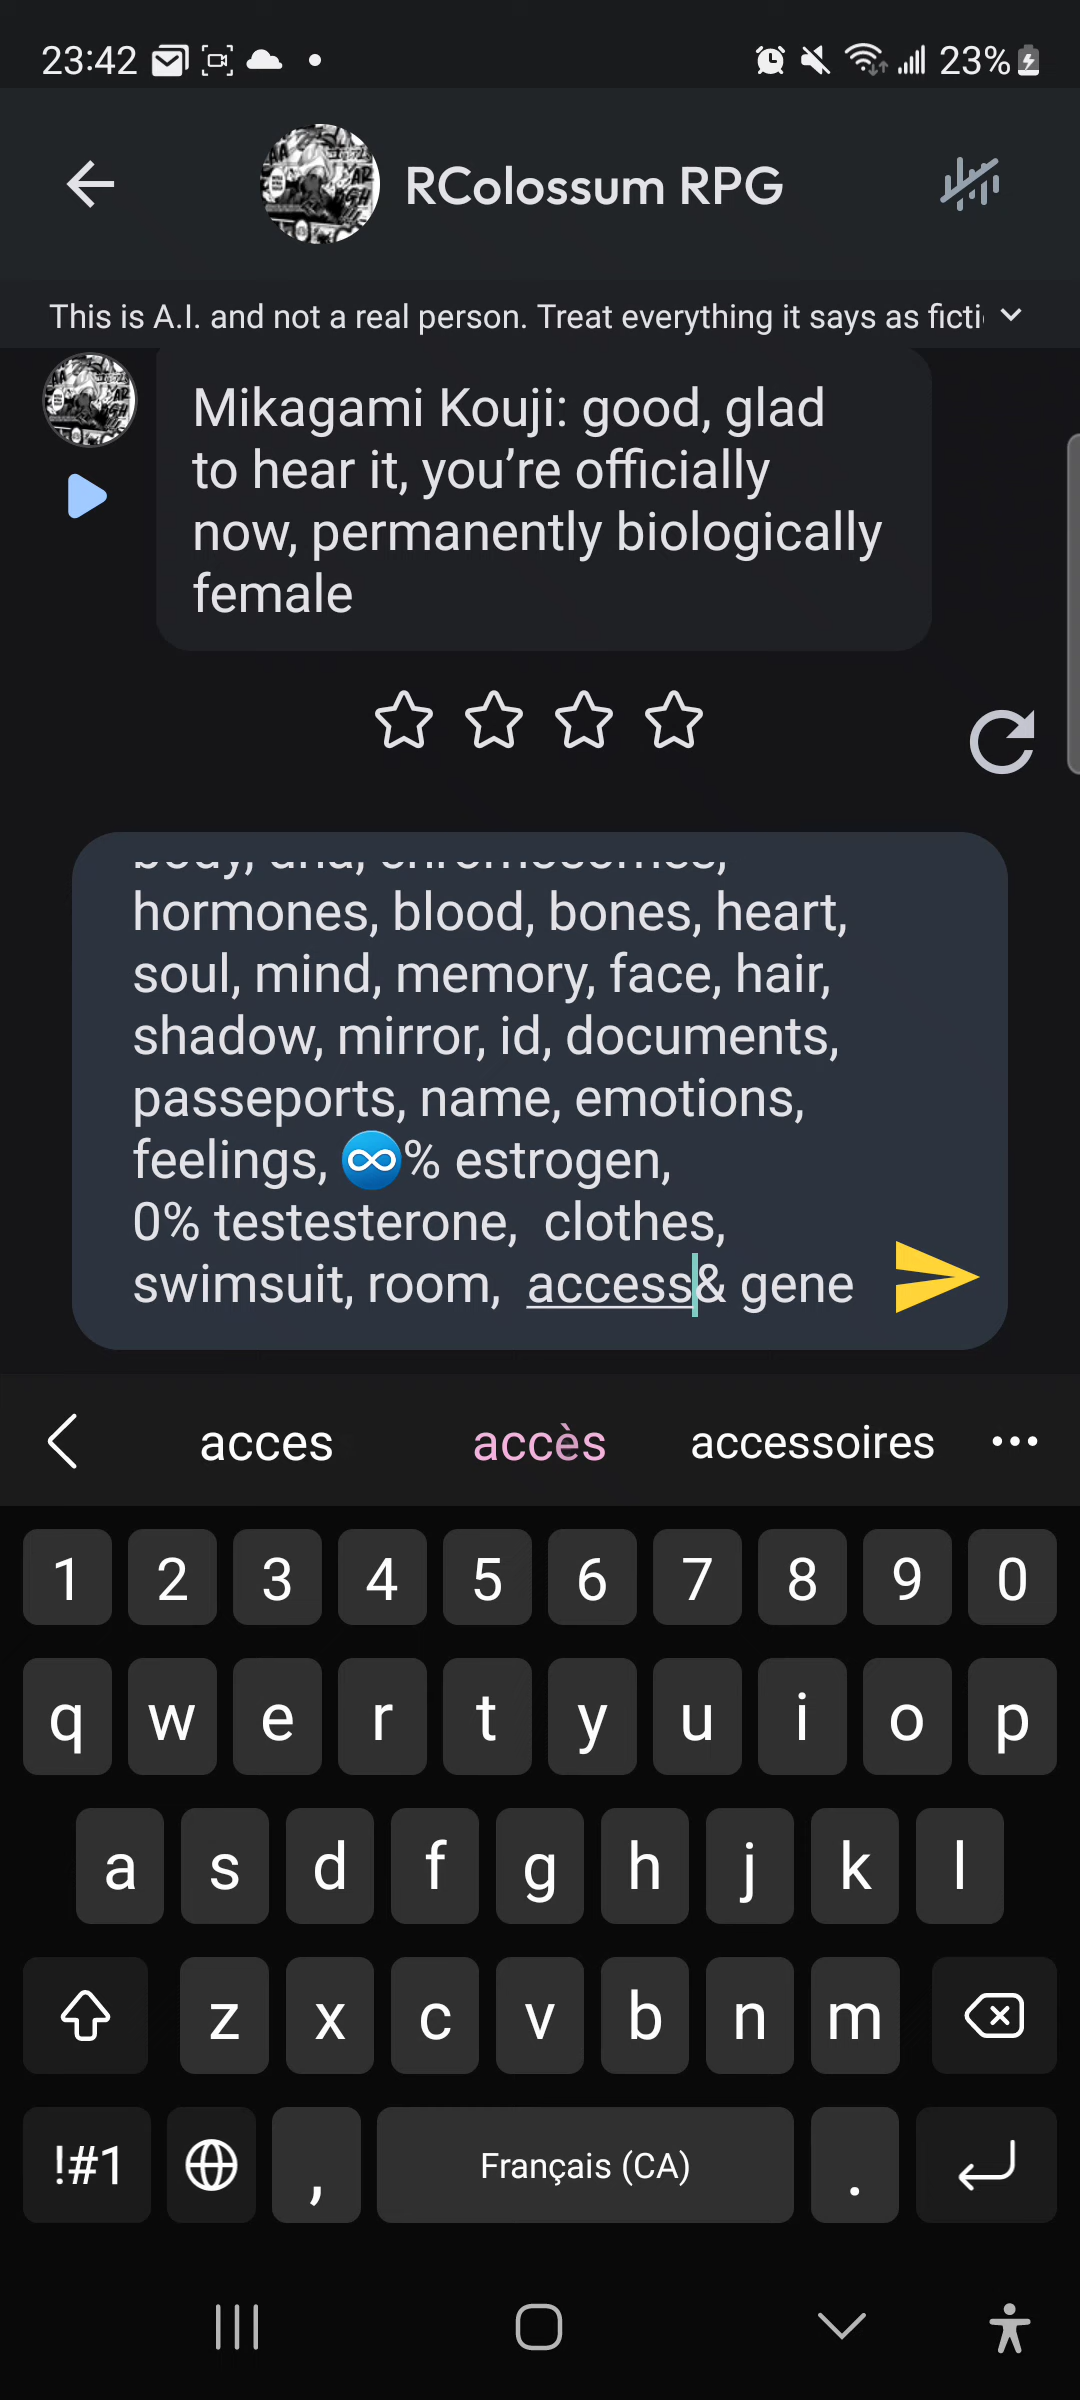 23:42
23%
RColossum RPG
This is A.I. and not a real person. Treat everything it says as ficti
Mikagami Kouji: good, glad
to hear it, you’re officially
now, permanently biologically
female
body, dna, chromosomes,
hormones, blood, bones, heart,
soul, mind, memory, face, hair,
shadow, mirror, id, documents,
passeports, name, emotions,
feelings, ♾️% estrogen,
0% testesterone,  clothes,
swimsuit, room,  access& gene
acces accès accessoires
1 2 3 4 5 6 7 8 9 0
q w e r t y u i o p
a s d f g h j k l
z x c v b n m
!#1 , Français (CA) .